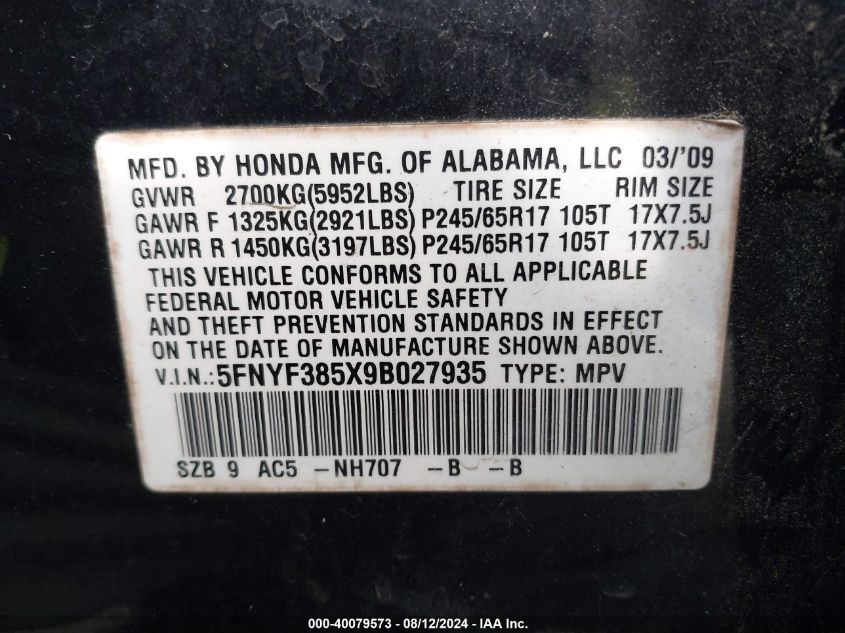 MFD. BY HONDA MFG. OF ALABAMA, LLC 03/'09
GVWR 2700KG(5952LBS) TIRE SIZE RIM SIZE
GAWR F 1325KG(2921LBS) P245/65R17 105T 17X7.5J
GAWR R 1450KG(3197LBS) P245/65R17 105T 17X7.5J
THIS VEHICLE CONFORMS TO ALL APPLICABLE
FEDERAL MOTOR VEHICLE SAFETY
AND THEFT PREVENTION STANDARDS IN EFFECT
ON THE DATE OF MANUFACTURE SHOWN ABOVE.
V.I.N.:5FNYF385X9B027935 TYPE: MPV
SZB 9 AC5 -NH707 -B -B
000-40079573 - 08/12/2024 - IAA Inc.